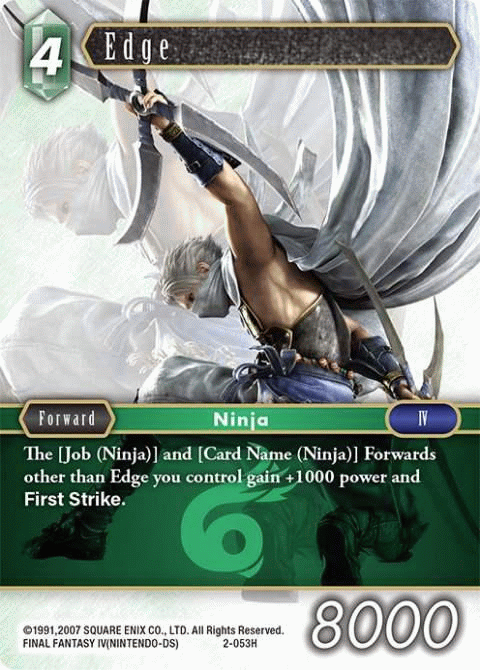 4
Edge
Forward
Ninja
IV
The [Job (Ninja)] and [Card Name (Ninja)] Forwards
other than Edge you control gain +1000 power and
First Strike.
©1991,2007 SQUARE ENIX CO., LTD. All Rights Reserved.
FINAL FANTASY IV(NINTENDO-DS) 2-053H
8000